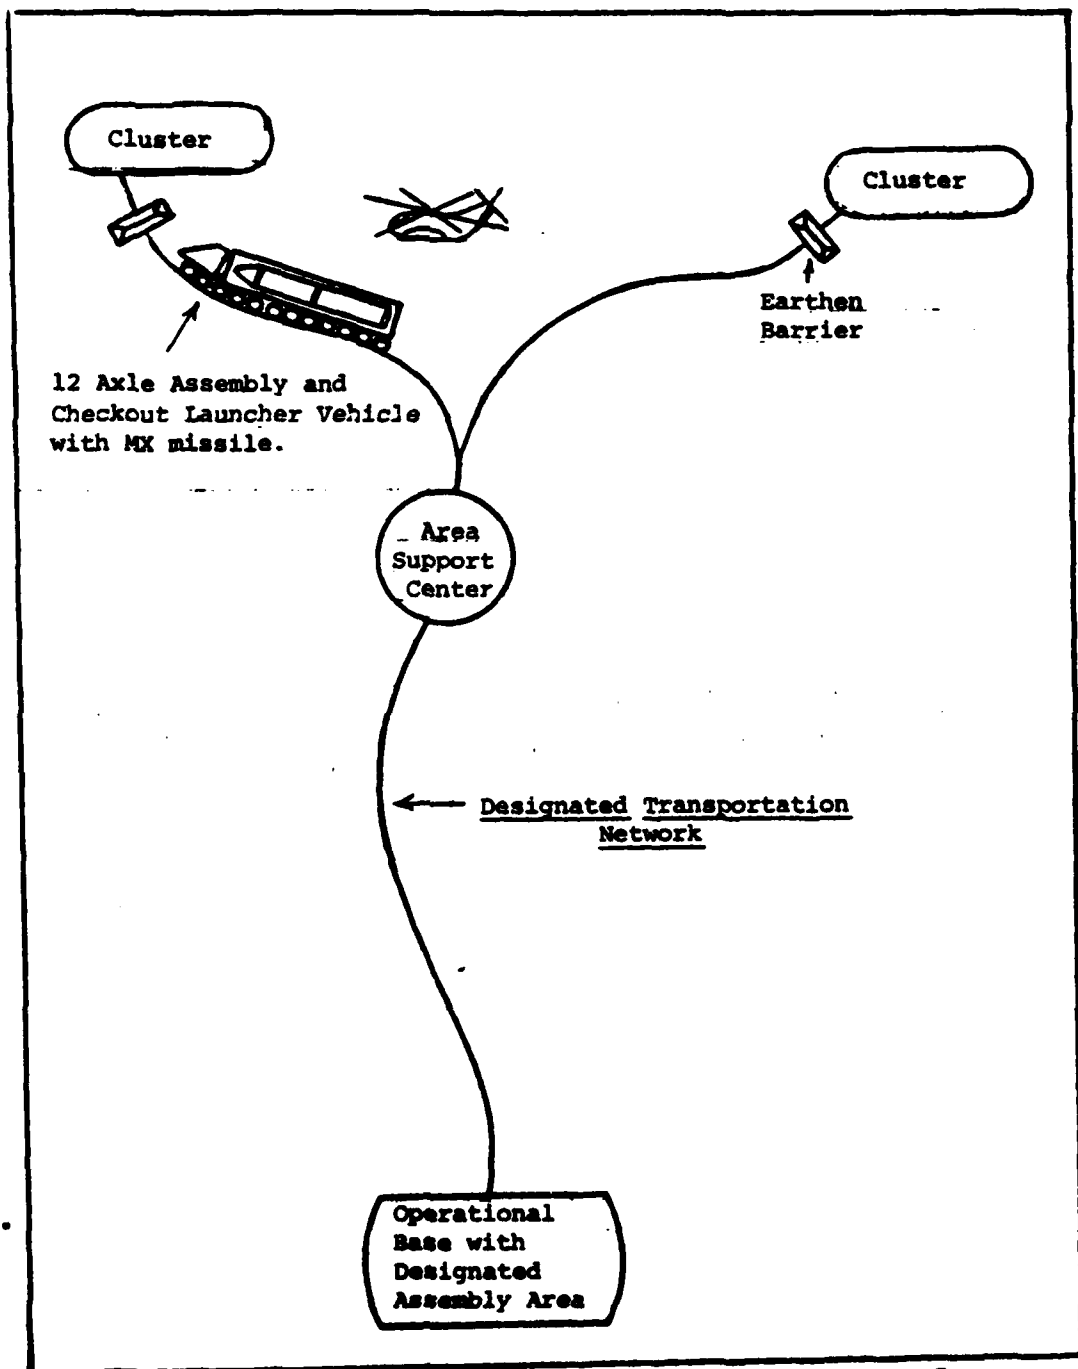 Cluster
Cluster
Earthen
Barrier
12 Axle Assembly and
Checkout Launcher Vehicle
with MX missile.
Area
Support
Center
Designated Transportation
Network
Operational
Base with
Designated
Assembly Area